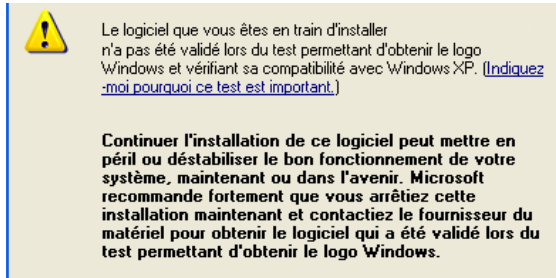 Le logiciel que vous êtes en train d'installer
n'a pas été validé lors du test permettant d'obtenir le logo
Windows et vérifiant sa compatibilité avec Windows XP. (Indiquez
-moi pourquoi ce test est important.)
Continuer l'installation de ce logiciel peut mettre en
péril ou déstabiliser le bon fonctionnement de votre
système, maintenant ou dans l'avenir. Microsoft
recommande fortement que vous arrêtiez cette
installation maintenant et contactiez le fournisseur du
matériel pour obtenir le logiciel qui a été validé lors du
test permettant d'obtenir le logo Windows.